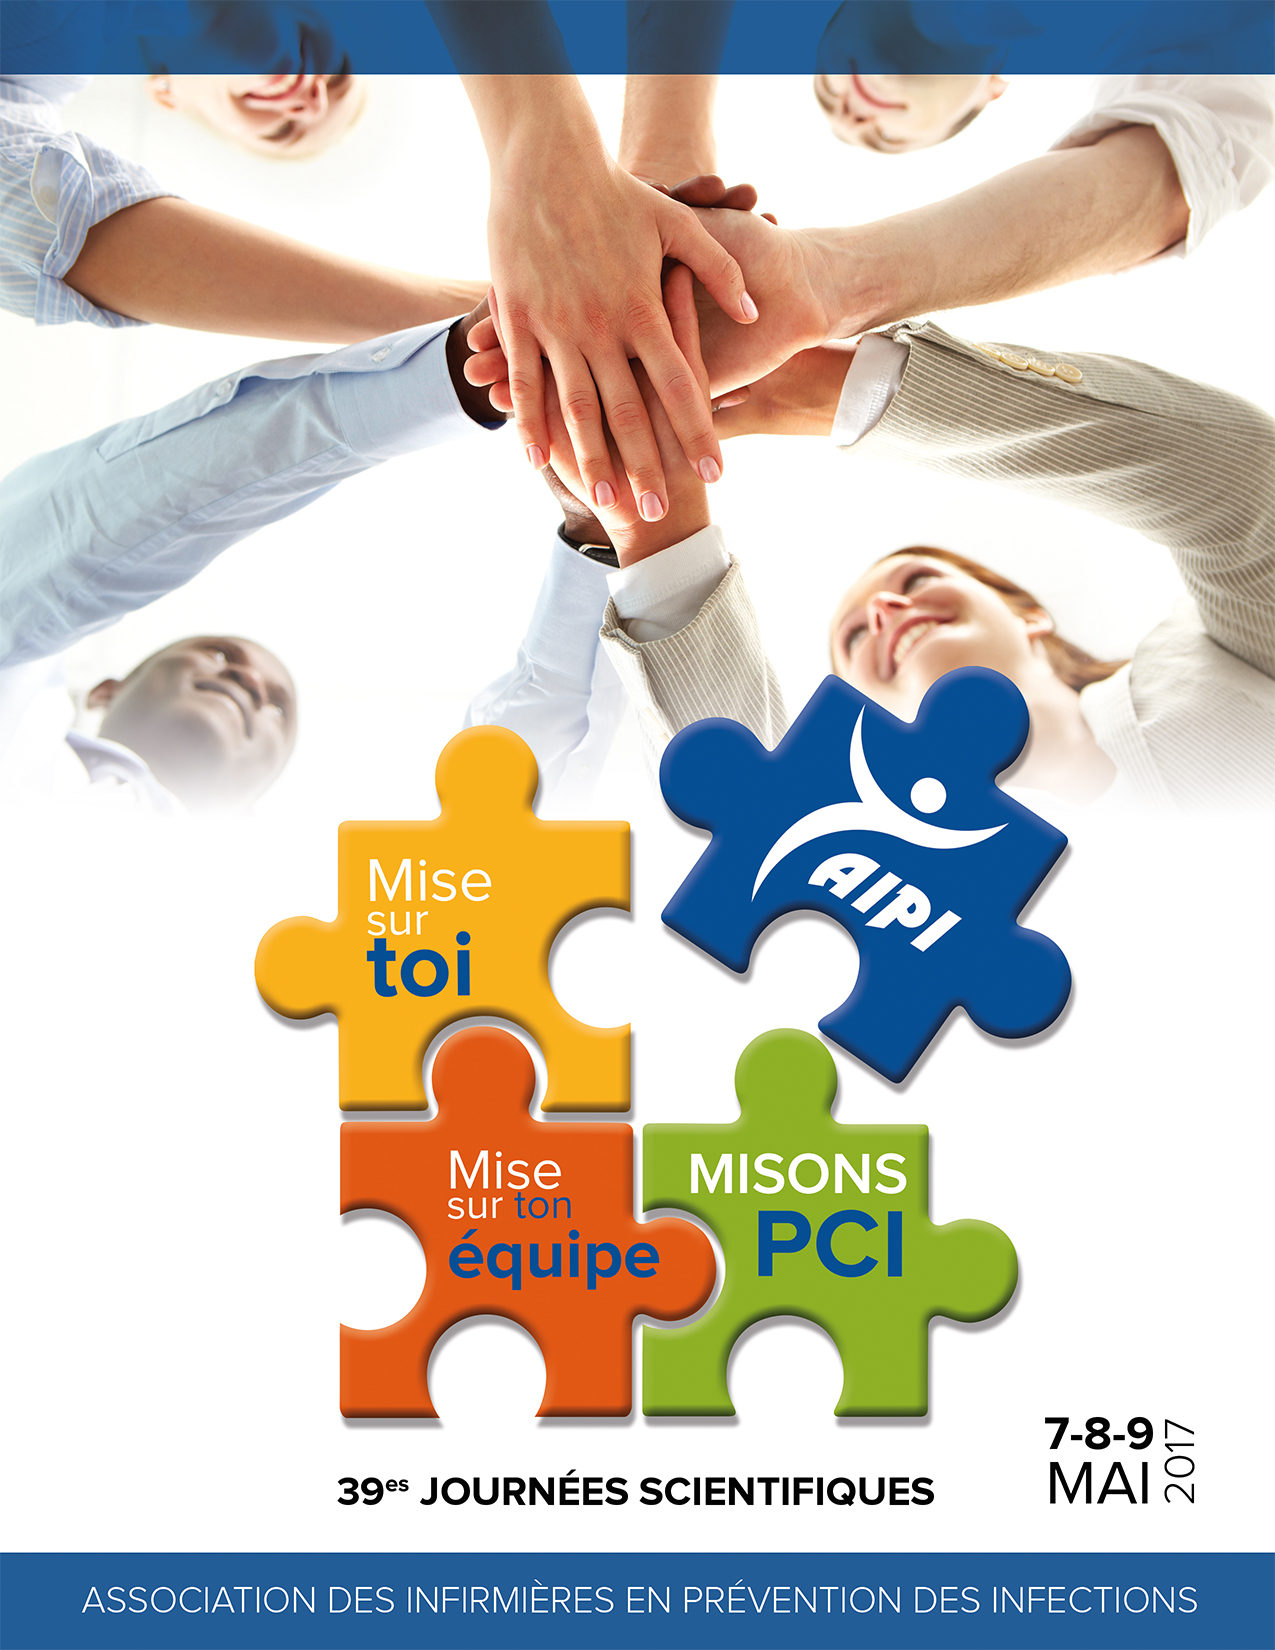 Mise
sur
toi
AIPI
Mise
sur ton
équipe
MISONS
PCI
7-8-9
MAI 2017
39es JOURNÉES SCIENTIFIQUES
ASSOCIATION DES INFIRMIÈRES EN PRÉVENTION DES INFECTIONS